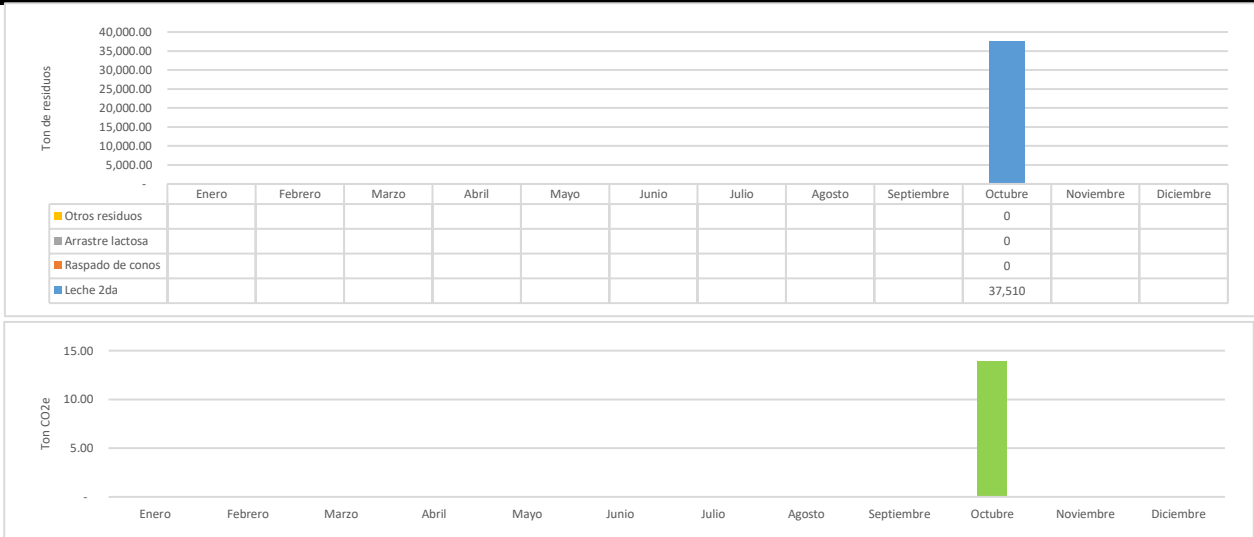 40,000.00
35,000.00
30,000.00
25,000.00
20,000.00
15,000.00
10,000.00
5,000.00
-
Ton de residuos
Enero Febrero Marzo Abril Mayo Junio Julio Agosto Septiembre Octubre Noviembre Diciembre
Otros residuos 0
Arrastre lactosa 0
Raspado de conos 0
Leche 2da 37,510
15.00
10.00
5.00
-
Ton CO2e
Enero Febrero Marzo Abril Mayo Junio Julio Agosto Septiembre Octubre Noviembre Diciembre